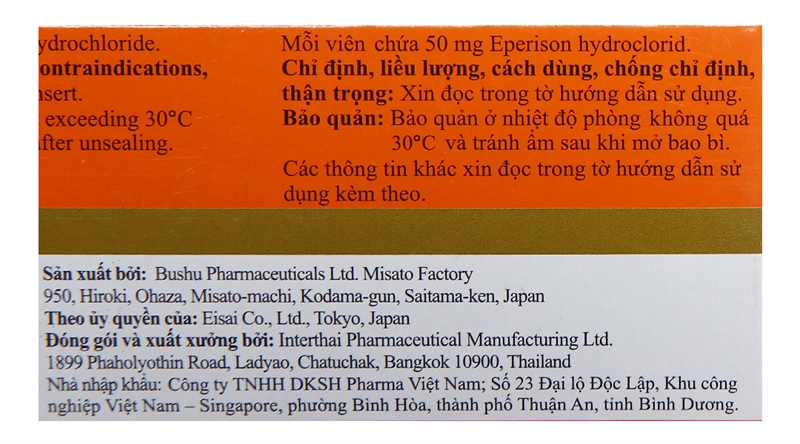 ydrochloride.
ontraindications,
nsert.
exceeding 30°C
after unsealing.
Mỗi viên chứa 50 mg Eperison hydroclorid.
Chỉ định, liều lượng, cách dùng, chống chỉ định,
thận trọng: Xin đọc trong tờ hướng dẫn sử dụng.
Bảo quản: Bảo quản ở nhiệt độ phòng không quá
30°C và tránh ẩm sau khi mở bao bì.
Các thông tin khác xin đọc trong tờ hướng dẫn sử
dụng kèm theo.
Sản xuất bởi: Bushu Pharmaceuticals Ltd. Misato Factory
950, Hiroki, Ohaza, Misato-machi, Kodama-gun, Saitama-ken, Japan
Theo ủy quyền của: Eisai Co., Ltd., Tokyo, Japan
Đóng gói và xuất xưởng bởi: Interthai Pharmaceutical Manufacturing Ltd.
1899 Phaholyothin Road, Ladyao, Chatuchak, Bangkok 10900, Thailand
Nhà nhập khẩu: Công ty TNHH DKSH Pharma Việt Nam; Số 23 Đại lộ Độc Lập, Khu công
nghiệp Việt Nam – Singapore, phường Bình Hòa, thành phố Thuận An, tỉnh Bình Dương.